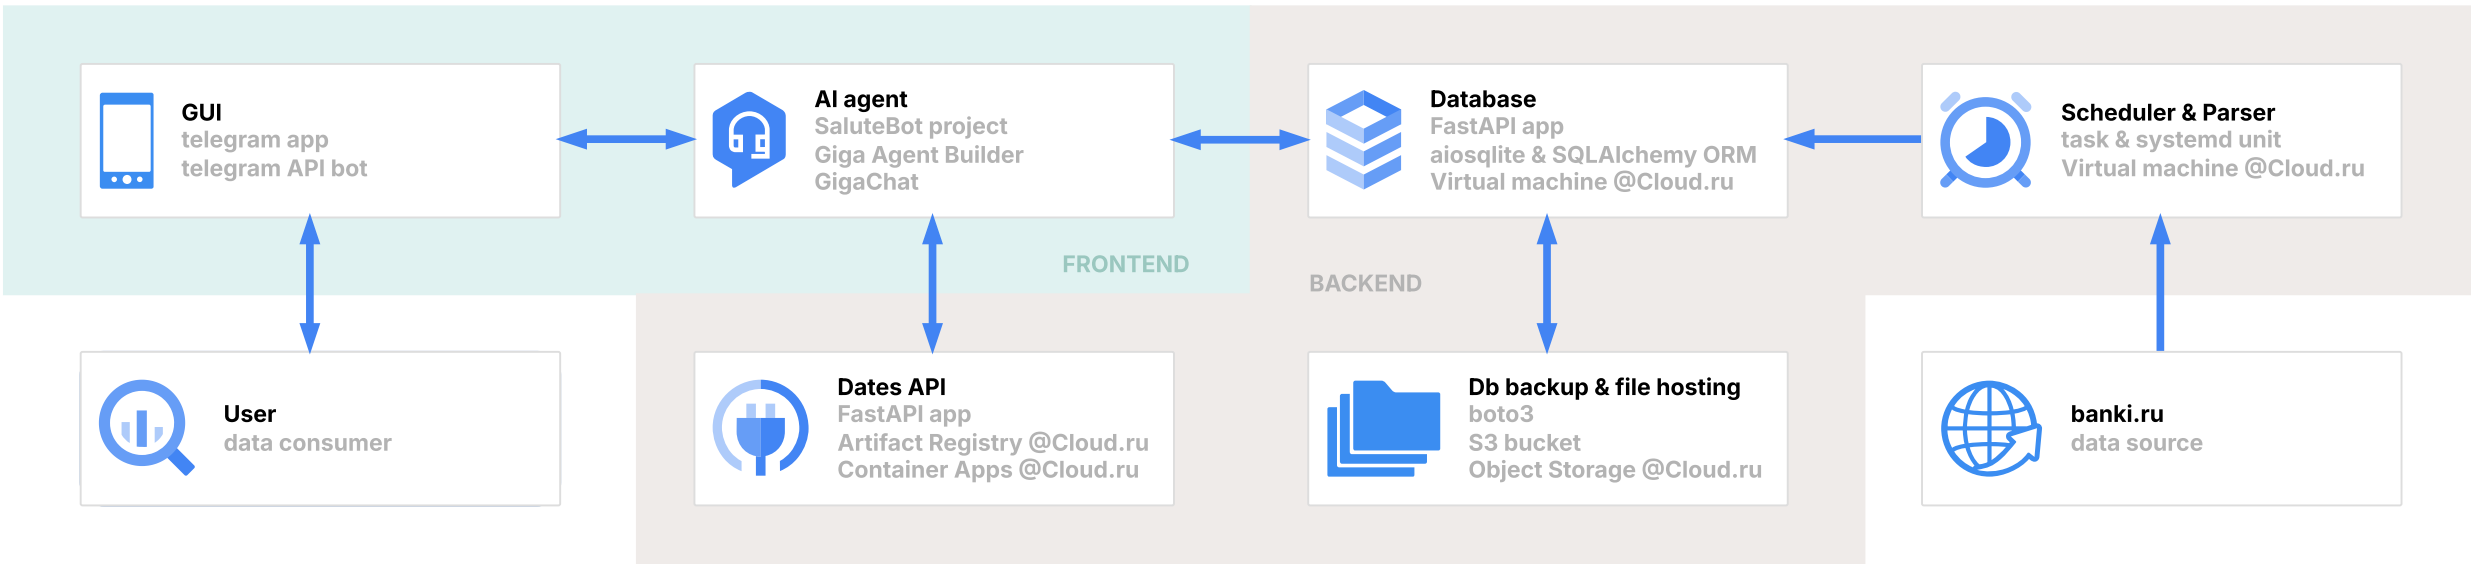 GUI
telegram app
telegram API bot
AI agent
SaluteBot project
Giga Agent Builder
GigaChat
Database
FastAPI app
aiosqlite & SQLAlchemy ORM
Virtual machine @Cloud.ru
Scheduler & Parser
task & systemd unit
Virtual machine @Cloud.ru
FRONTEND
BACKEND
User
data consumer
Dates API
FastAPI app
Artifact Registry @Cloud.ru
Container Apps @Cloud.ru
Db backup & file hosting
boto3
S3 bucket
Object Storage @Cloud.ru
banki.ru
data source